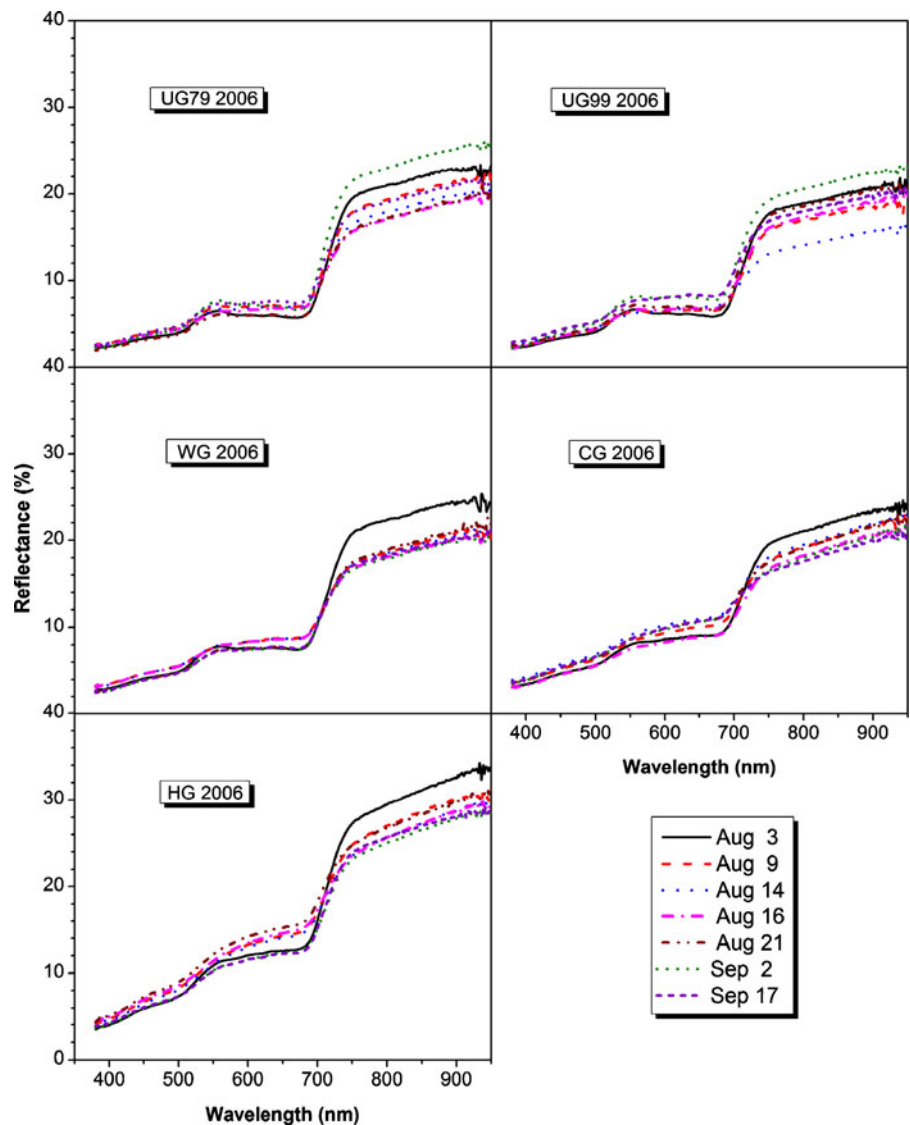 40
30
20
10
40
30
20
10
40
30
20
10
0
Reflectance (%)
UG79 2006
UG99 2006
WG 2006
CG 2006
HG 2006
400 500 600 700 800 900
Wavelength (nm)
400 500 600 700 800 900
Wavelength (nm)
Aug 3
Aug 9
Aug 14
Aug 16
Aug 21
Sep 2
Sep 17